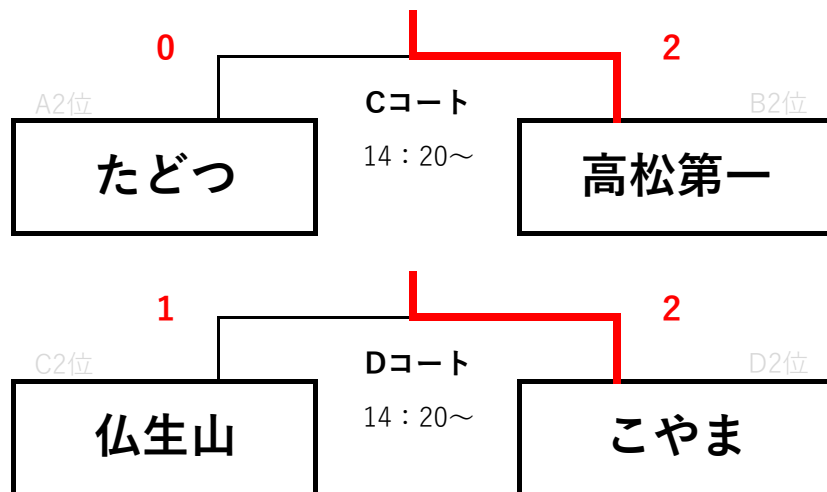 0 2
A2位 B2位
Cコート
14：20～
たどつ 高松第一
1 2
C2位 D2位
Dコート
14：20～
仏生山 こやま